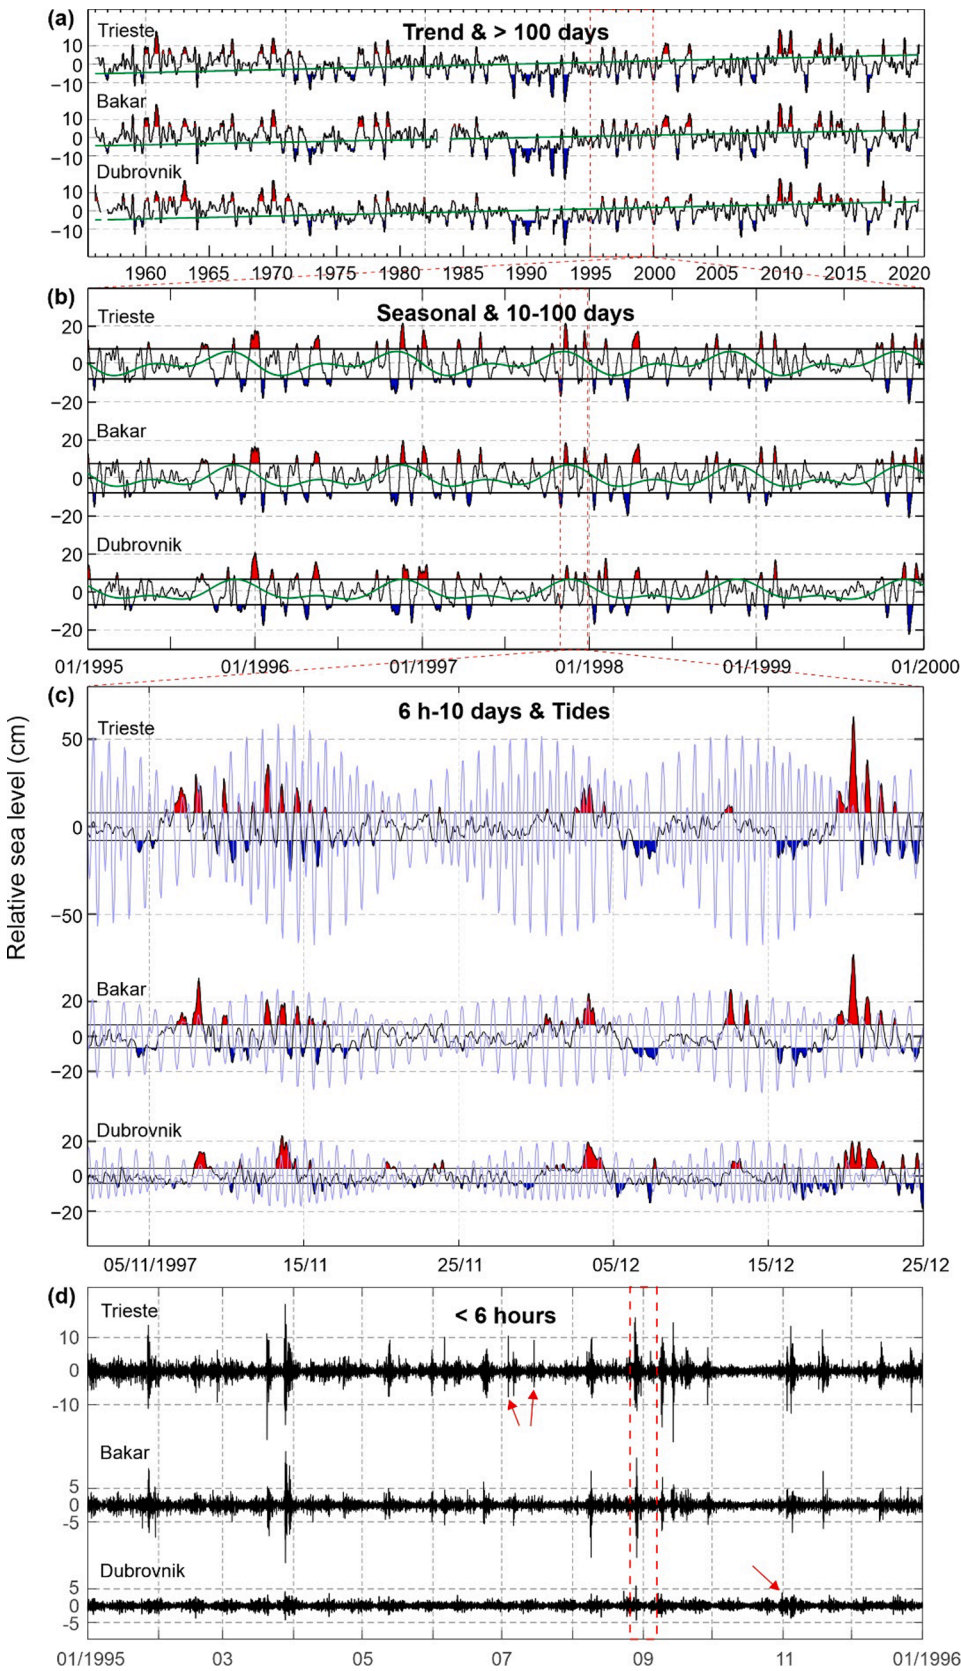 (a)
Trend & > 100 days
Trieste
10
0
−10
Bakar
10
0
−10
Dubrovnik
10
0
−10
1960 1965 1970 1975 1980 1985 1990 1995 2000 2005 2010 2015 2020
(b)
Seasonal & 10-100 days
Trieste
20
0
−20
Bakar
20
0
−20
Dubrovnik
20
0
−20
01/1995 01/1996 01/1997 01/1998 01/1999 01/2000
Relative sea level (cm)
(c)
6 h-10 days & Tides
Trieste
50
0
−50
Bakar
20
0
−20
Dubrovnik
20
0
−20
05/11/1997 15/11 25/11 05/12 15/12 25/12
(d)
< 6 hours
Trieste
10
0
-10
Bakar
5
0
-5
Dubrovnik
5
0
-5
01/1995 03 05 07 09 11 01/1996